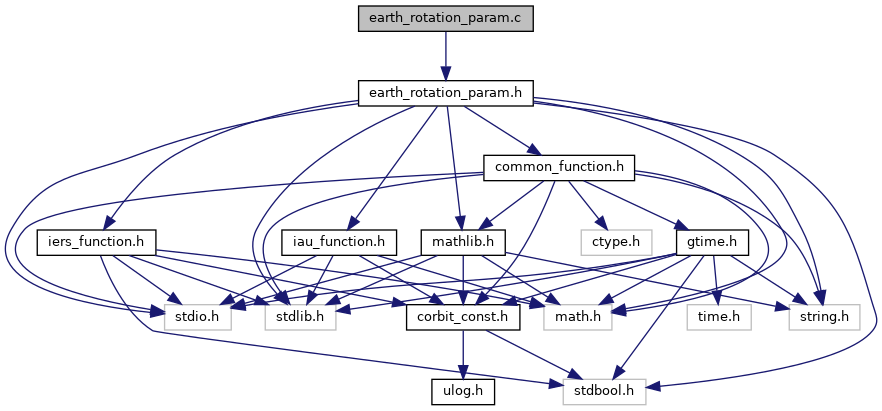 earth_rotation_param.c
earth_rotation_param.h
common_function.h
iers_function.h
iau_function.h
mathlib.h
ctype.h
gtime.h
stdio.h
stdlib.h
corbit_const.h
math.h
time.h
string.h
ulog.h
stdbool.h